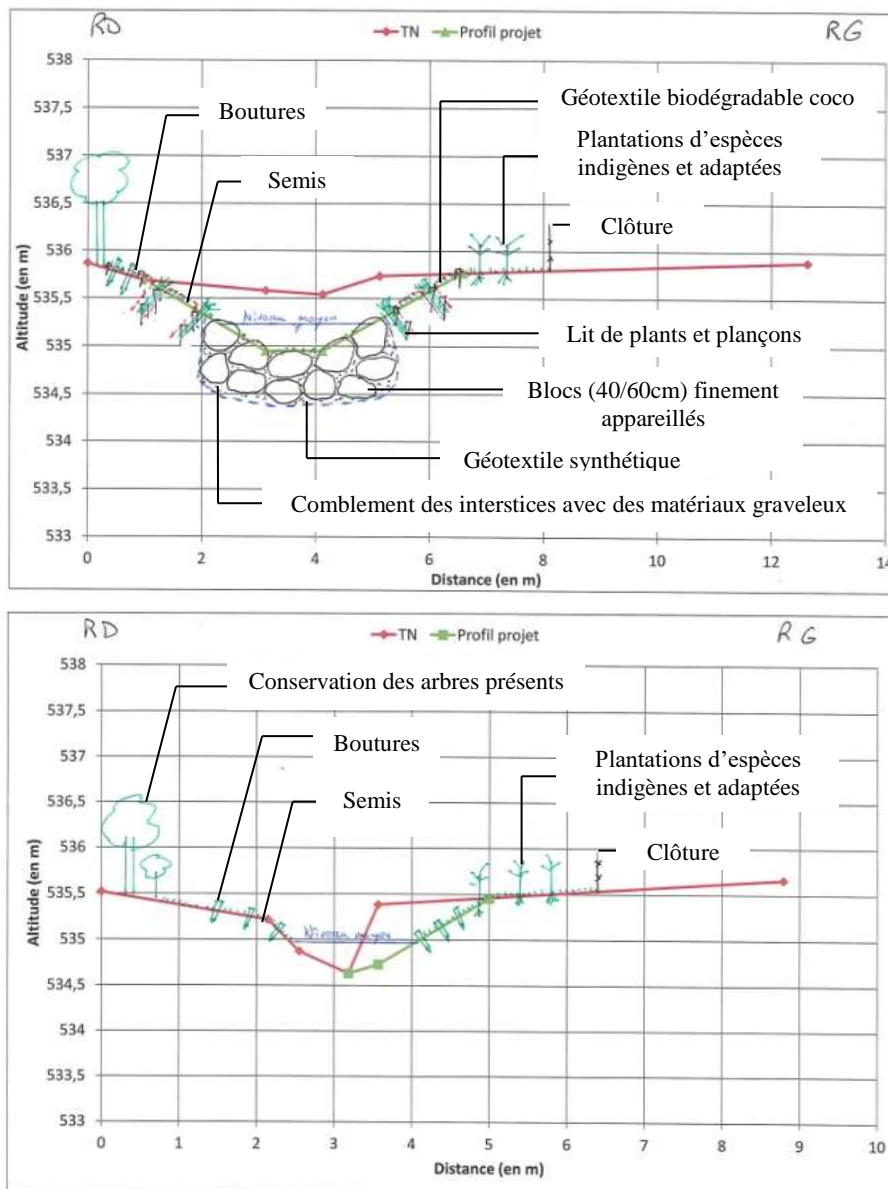 RD
TN
Profil projet
RG
538
537,5
537
536,5
536
535,5
535
534,5
534
533,5
533
Altitude (en m)
Boutures
Semis
Géotextile biodégradable coco
Plantations d'espèces
indigènes et adaptées
Clôture
Niveau moyen
Lit de plants et plançons
Blocs (40/60cm) finement
appareillés
Géotextile synthétique
Comblement des interstices avec des matériaux graveleux
0 2 4 6 8 10 12 14
Distance (en m)
RD
TN
Profil projet
RG
538
537,5
537
536,5
536
535,5
535
534,5
534
533,5
533
Altitude (en m)
Conservation des arbres présents
Boutures
Semis
Plantations d'espèces
indigènes et adaptées
Clôture
Niveau moyen
0 1 2 3 4 5 6 7 8 9 10
Distance (en m)